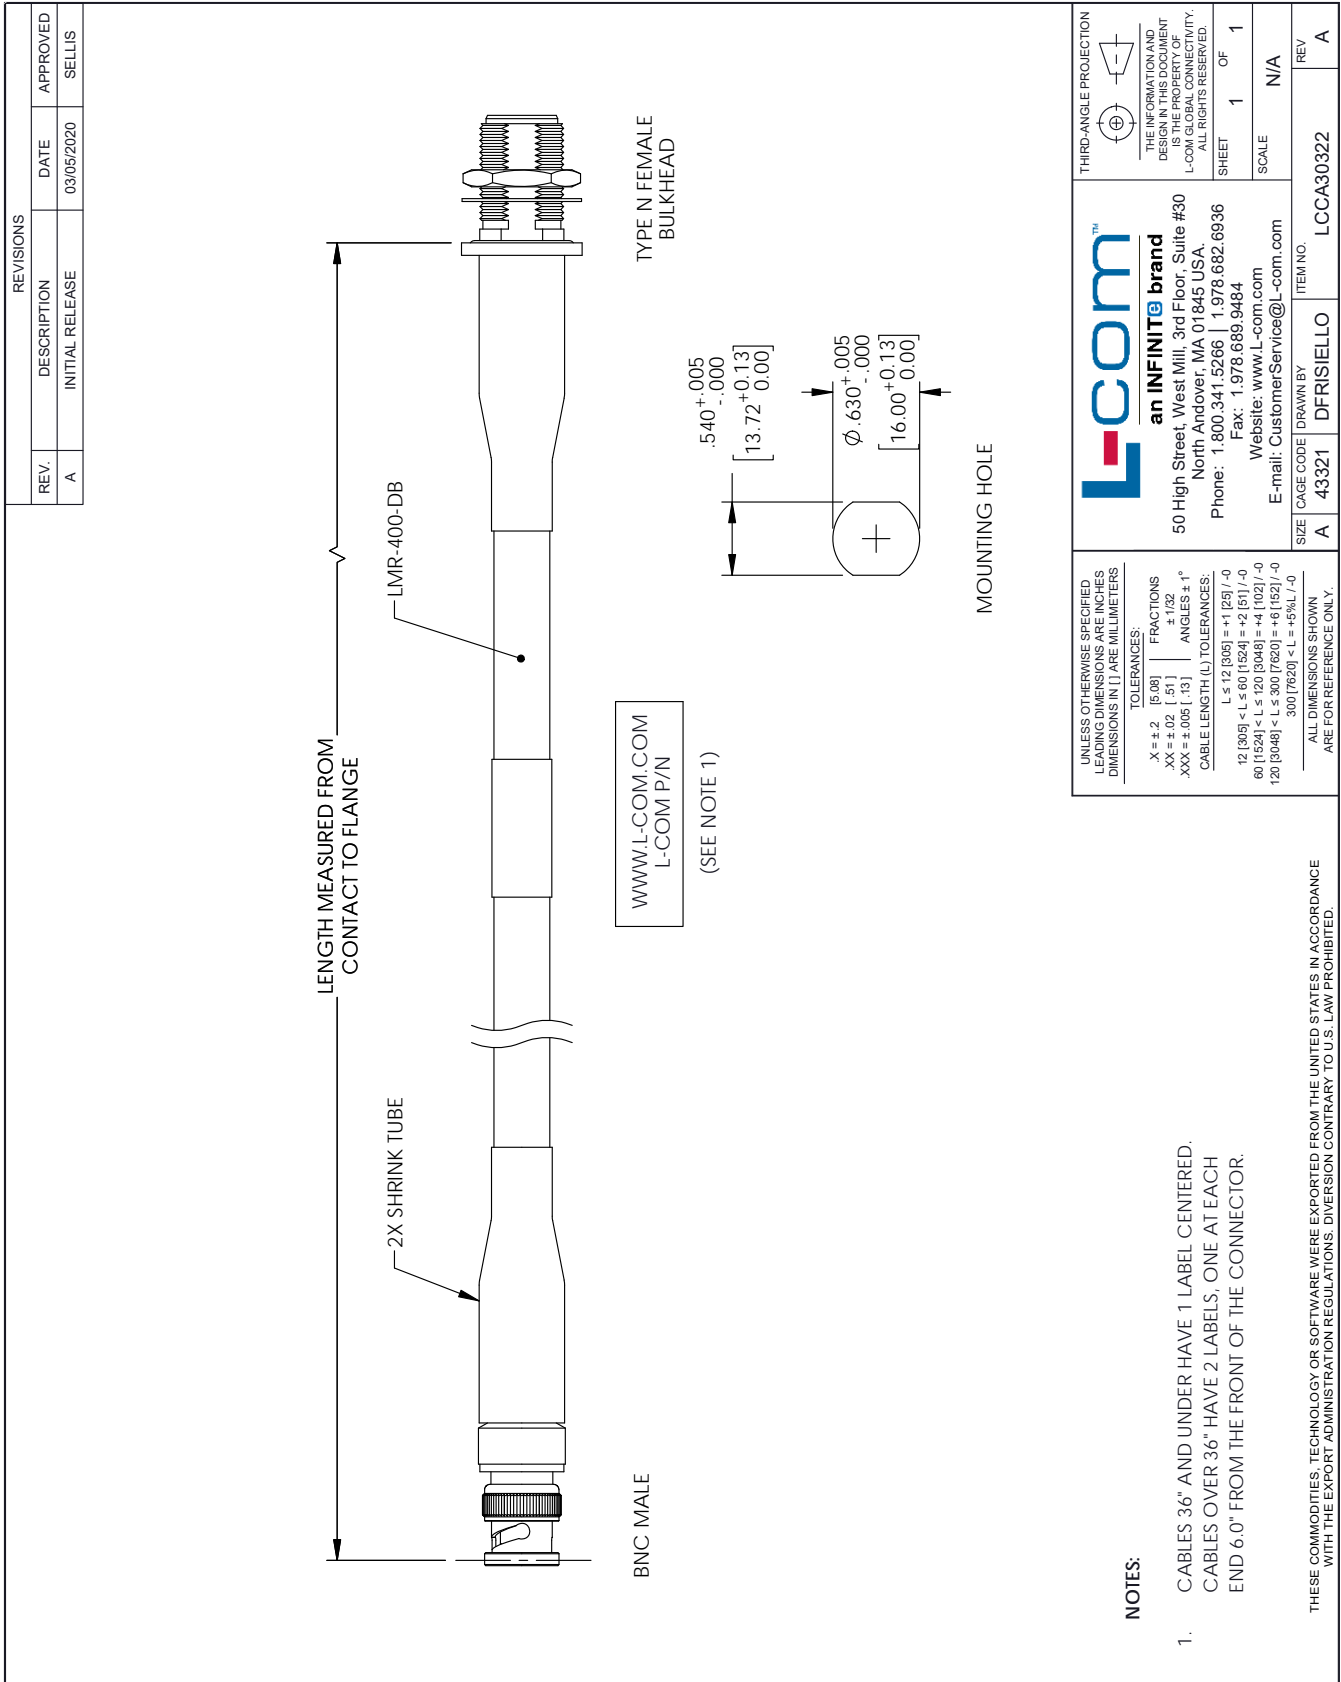 REVISIONS
REV. DESCRIPTION DATE APPROVED
A INITIAL RELEASE 03/05/2020 SELLIS
LENGTH MEASURED FROM
CONTACT TO FLANGE
2X SHRINK TUBE
LMR-400-DB
BNC MALE
TYPE N FEMALE
BULKHEAD
WWW.L-COM.COM
L-COM P/N
(SEE NOTE 1)
.540 +.005 -.000
[13.72 +0.13 0.00]
Ø.630 +.005 -.000
[16.00 +0.13 0.00]
MOUNTING HOLE
NOTES:
1. CABLES 36" AND UNDER HAVE 1 LABEL CENTERED.
CABLES OVER 36" HAVE 2 LABELS, ONE AT EACH
END 6.0" FROM THE FRONT OF THE CONNECTOR.
THESE COMMODITIES, TECHNOLOGY OR SOFTWARE WERE EXPORTED FROM THE UNITED STATES IN ACCORDANCE
WITH THE EXPORT ADMINISTRATION REGULATIONS. DIVERSION CONTRARY TO U.S. LAW PROHIBITED.
UNLESS OTHERWISE SPECIFIED
LEADING DIMENSIONS ARE INCHES
DIMENSIONS IN [ ] ARE MILLIMETERS
TOLERANCES:
.X = ±.2 [5.08] FRACTIONS
.XX = ±.02 [.51] ± 1/32
.XXX = ±.005 [.13] ANGLES ± 1°
CABLE LENGTH (L) TOLERANCES:
L ≤ 12 [305] = +1 [25] / -0
12 [305] < L ≤ 60 [1524] = +2 [51] / -0
60 [1524] < L ≤ 120 [3048] = +4 [102] / -0
120 [3048] < L ≤ 300 [7620] = +6 [152] / -0
300 [7620] < L = +5%L / -0
ALL DIMENSIONS SHOWN
ARE FOR REFERENCE ONLY.
L-com™
an INFINITe brand
50 High Street, West Mill, 3rd Floor, Suite #30
North Andover, MA 01845 USA.
Phone: 1.800.341.5266 | 1.978.682.6936
Fax: 1.978.689.9484
Website: www.L-com.com
E-mail: CustomerService@L-com.com
THIRD-ANGLE PROJECTION
THE INFORMATION AND
DESIGN IN THIS DOCUMENT
IS THE PROPERTY OF
L-COM GLOBAL CONNECTIVITY.
ALL RIGHTS RESERVED.
SHEET 1 OF 1
SCALE N/A
SIZE CAGE CODE DRAWN BY ITEM NO. REV
A 43321 DFRISIELLO LCCA30322 A